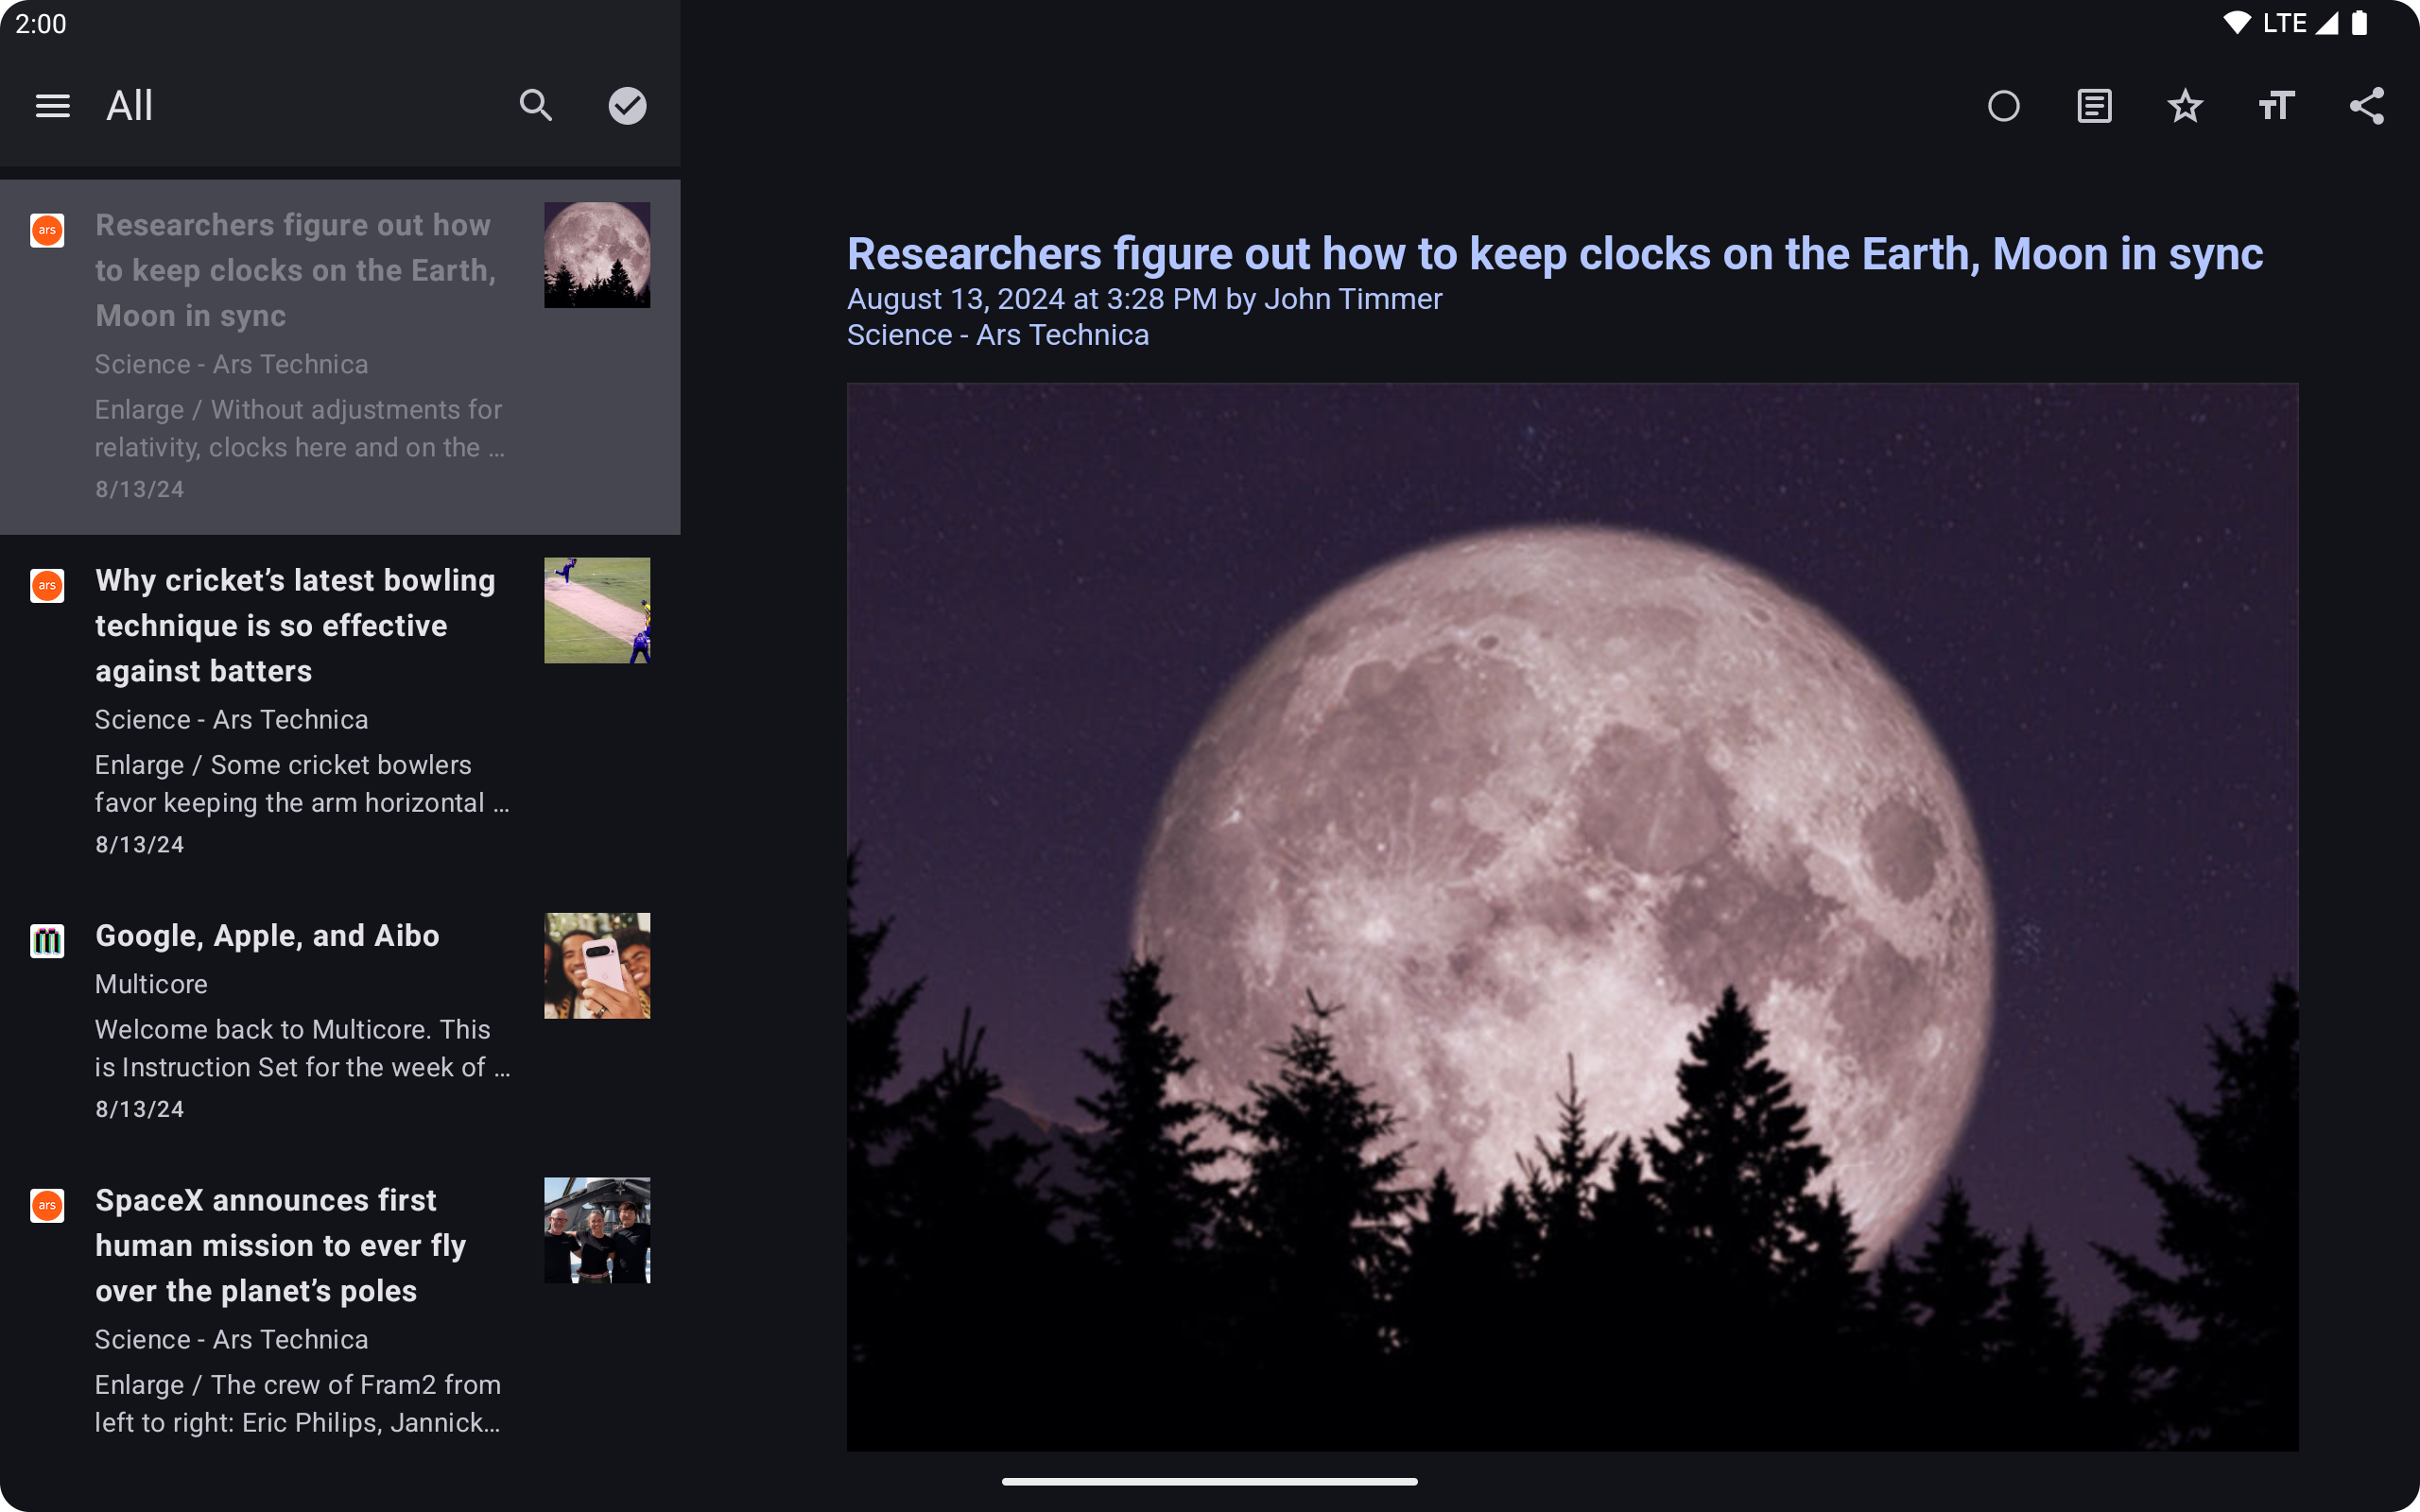 2:00
LTE
All
ars
Researchers figure out how
to keep clocks on the Earth,
Moon in sync
Science - Ars Technica
Enlarge / Without adjustments for
relativity, clocks here and on the …
8/13/24
ars
Why cricket’s latest bowling
technique is so effective
against batters
Science - Ars Technica
Enlarge / Some cricket bowlers
favor keeping the arm horizontal …
8/13/24
m
Google, Apple, and Aibo
Multicore
Welcome back to Multicore. This
is Instruction Set for the week of …
8/13/24
ars
SpaceX announces first
human mission to ever fly
over the planet’s poles
Science - Ars Technica
Enlarge / The crew of Fram2 from
left to right: Eric Philips, Jannick…
TT
Researchers figure out how to keep clocks on the Earth, Moon in sync
August 13, 2024 at 3:28 PM by John Timmer
Science - Ars Technica